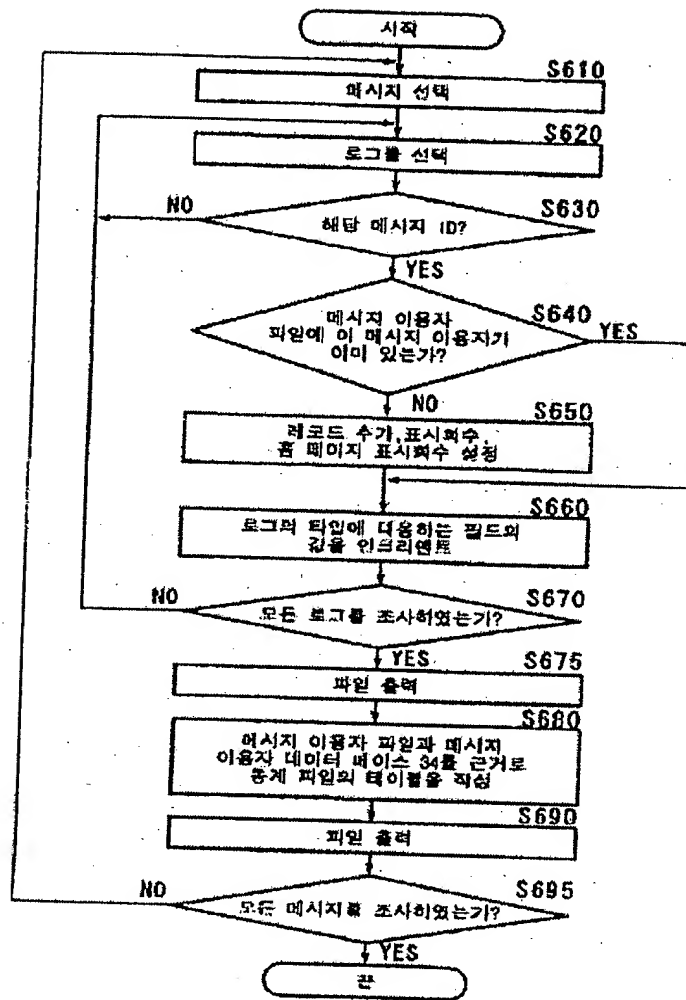 시작
S610
메시지 선택
S620
로그를 선택
NO
S630
해당 메시지 ID?
YES
S640
메시지 이용자
파일에 이 메시지 이용자가
이미 있는가?
YES
NO
S650
레코드 추가,표시회수,
홈 페이지 표시회수 설정
S660
로그의 타입에 대응하는 필드의
값을 인크리멘트
NO
S670
모든 로그를 조사하였는가?
YES
S675
파일 출력
S680
메시지 이용자 파일과 메시지
이용자 데이터 베이스 34를 근거로
통계 파일의 테이블을 작성
S690
파일 출력
NO
S695
모든 메시지를 조사하였는가?
YES
끝